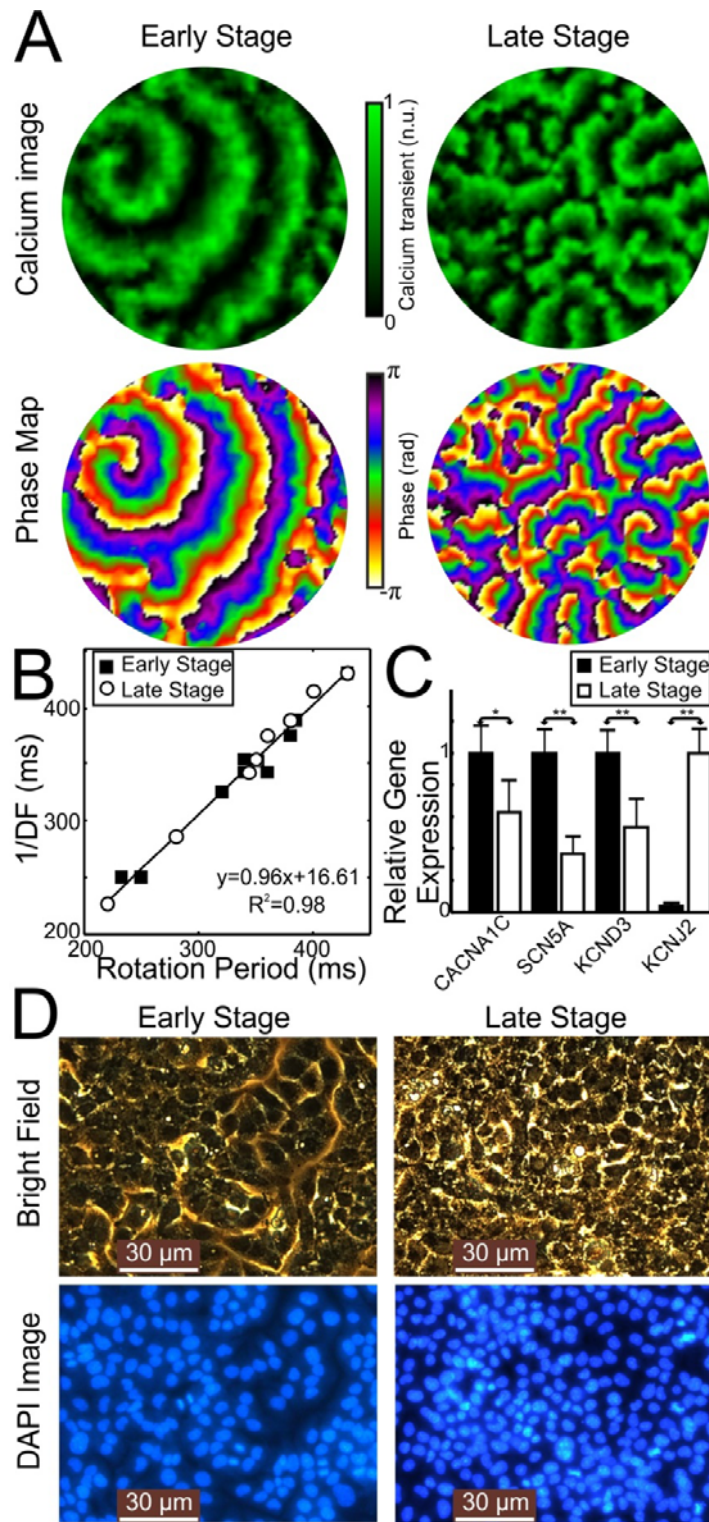 A
Early Stage
Late Stage
Calcium image
1
Calcium transient (n.u.)
0
Phase Map
π
Phase (rad)
-π
B
Early Stage
Late Stage
1/DF (ms)
400
300
200
y=0.96x+16.61
R²=0.98
200
300
400
Rotation Period (ms)
C
Early Stage
Late Stage
Relative Gene
Expression
1
0
*
**
**
**
CACNA1C
SCN5A
KCND3
KCNJ2
D
Early Stage
Late Stage
Bright Field
30 µm
30 µm
DAPI Image
30 µm
30 µm